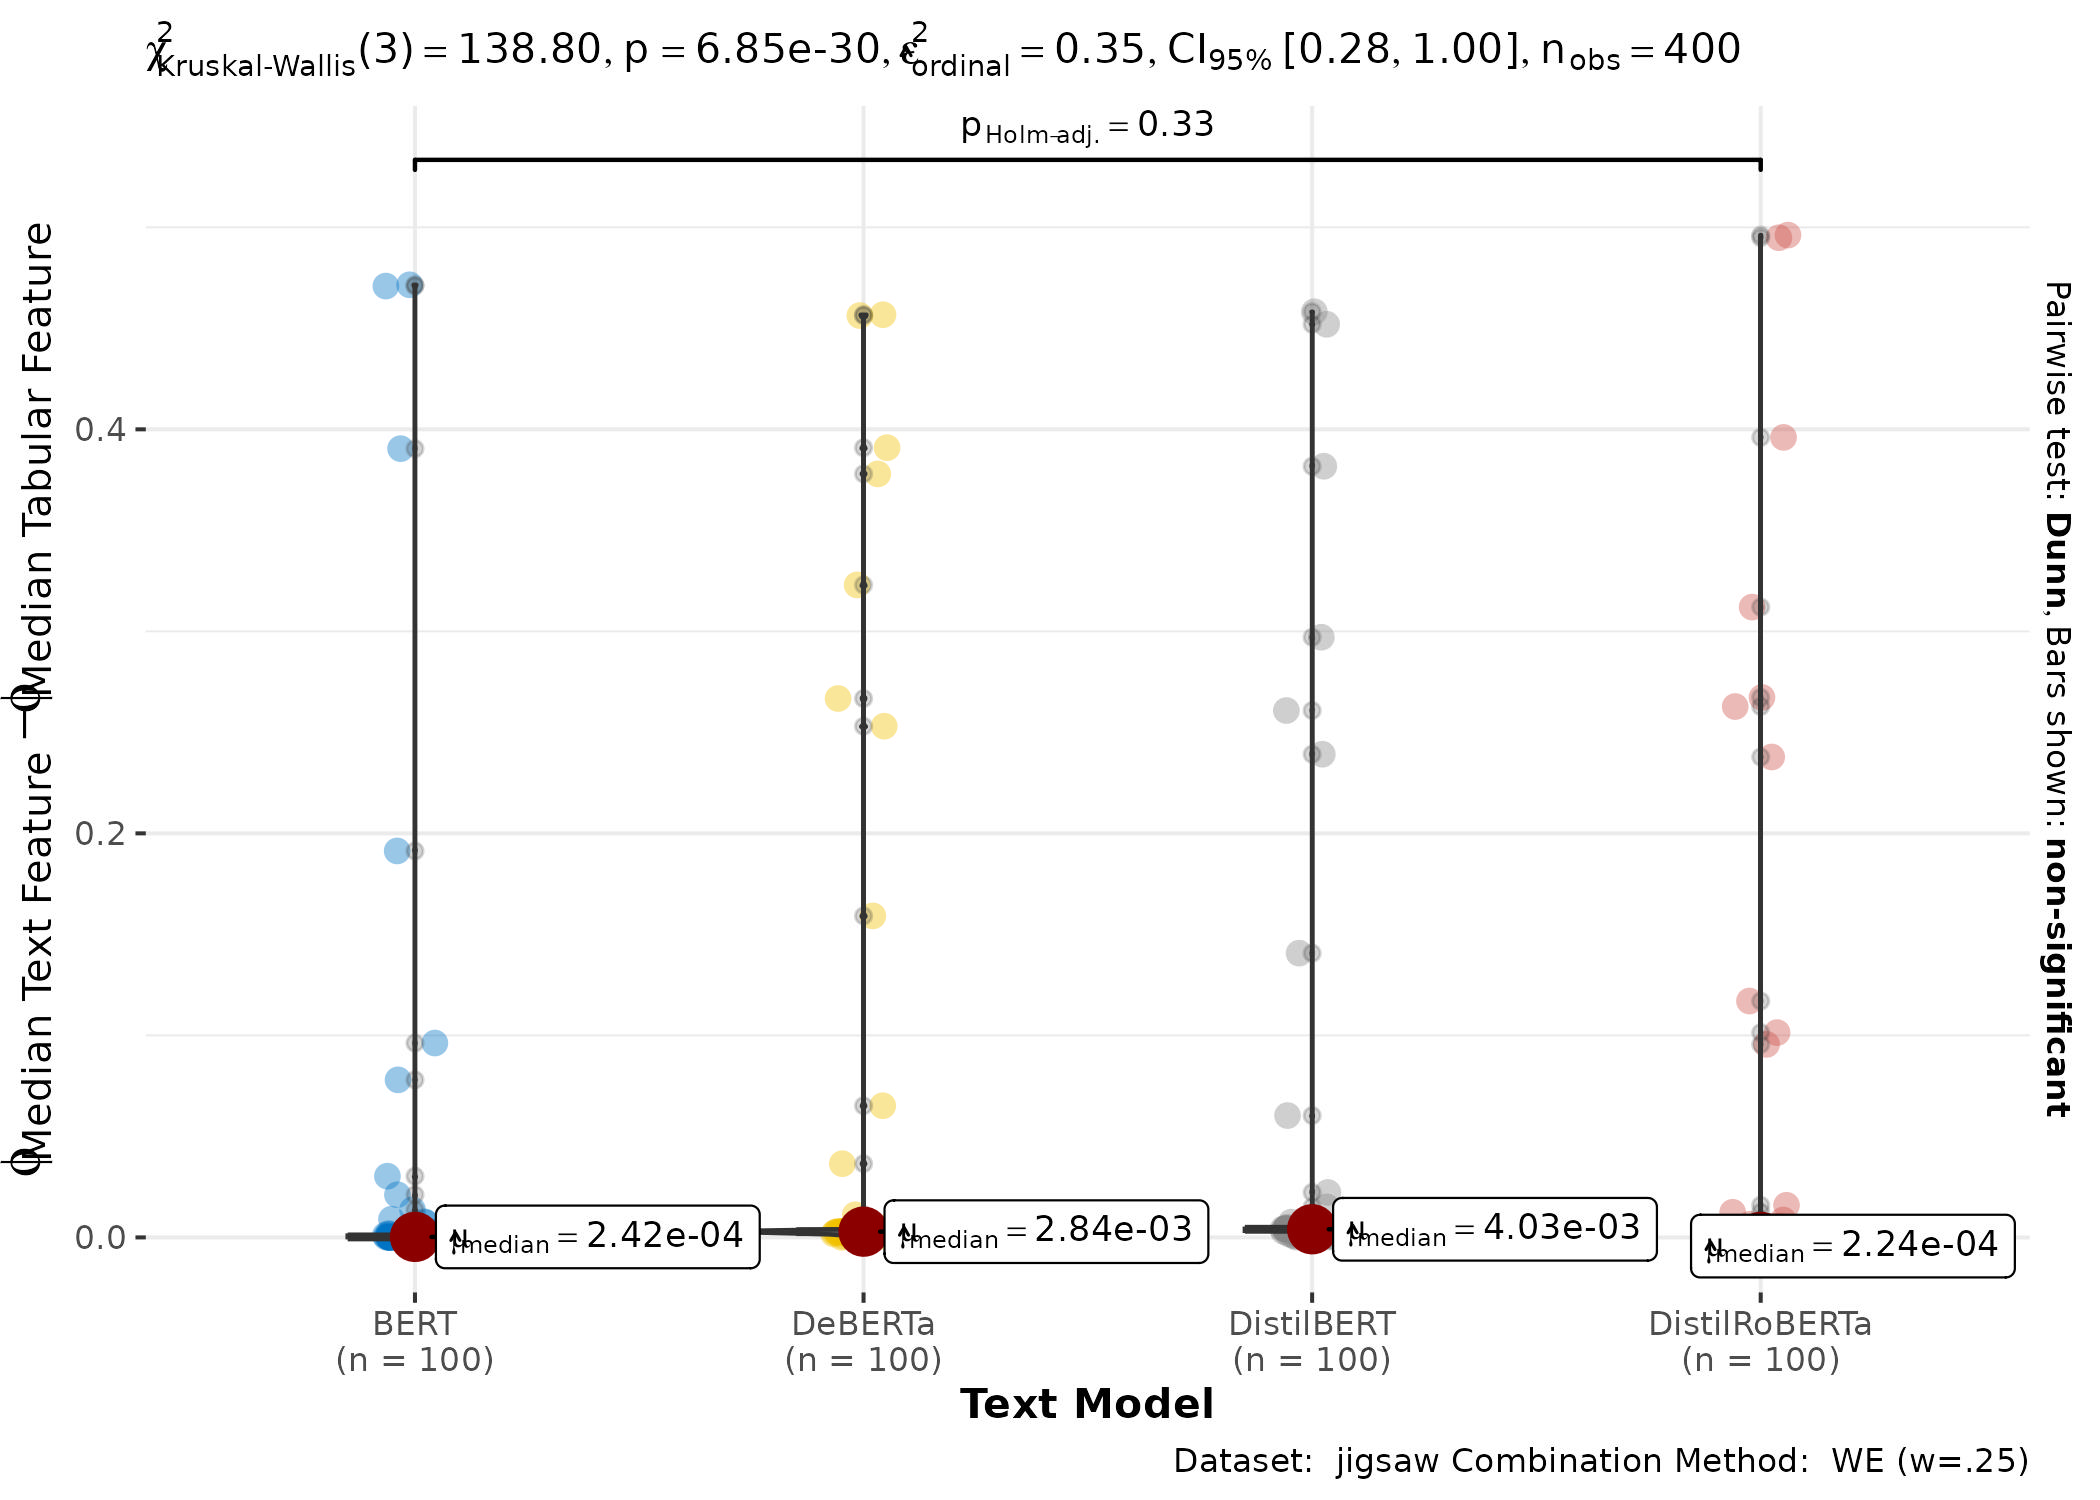 χ²Kruskal-Wallis(3) = 138.80, p = 6.85e-30, ε²ordinal = 0.35, CI95% [0.28, 1.00], nobs = 400
pHolm-adj. = 0.33
ϕMedian Text Feature − ϕMedian Tabular Feature
0.4
0.2
0.0
μmedian = 2.42e-04
μmedian = 2.84e-03
μmedian = 4.03e-03
μmedian = 2.24e-04
Pairwise test: Dunn, Bars shown: non-significant
BERT
(n = 100)
DeBERTa
(n = 100)
DistilBERT
(n = 100)
DistilRoBERTa
(n = 100)
Text Model
Dataset: jigsaw Combination Method: WE (w=.25)